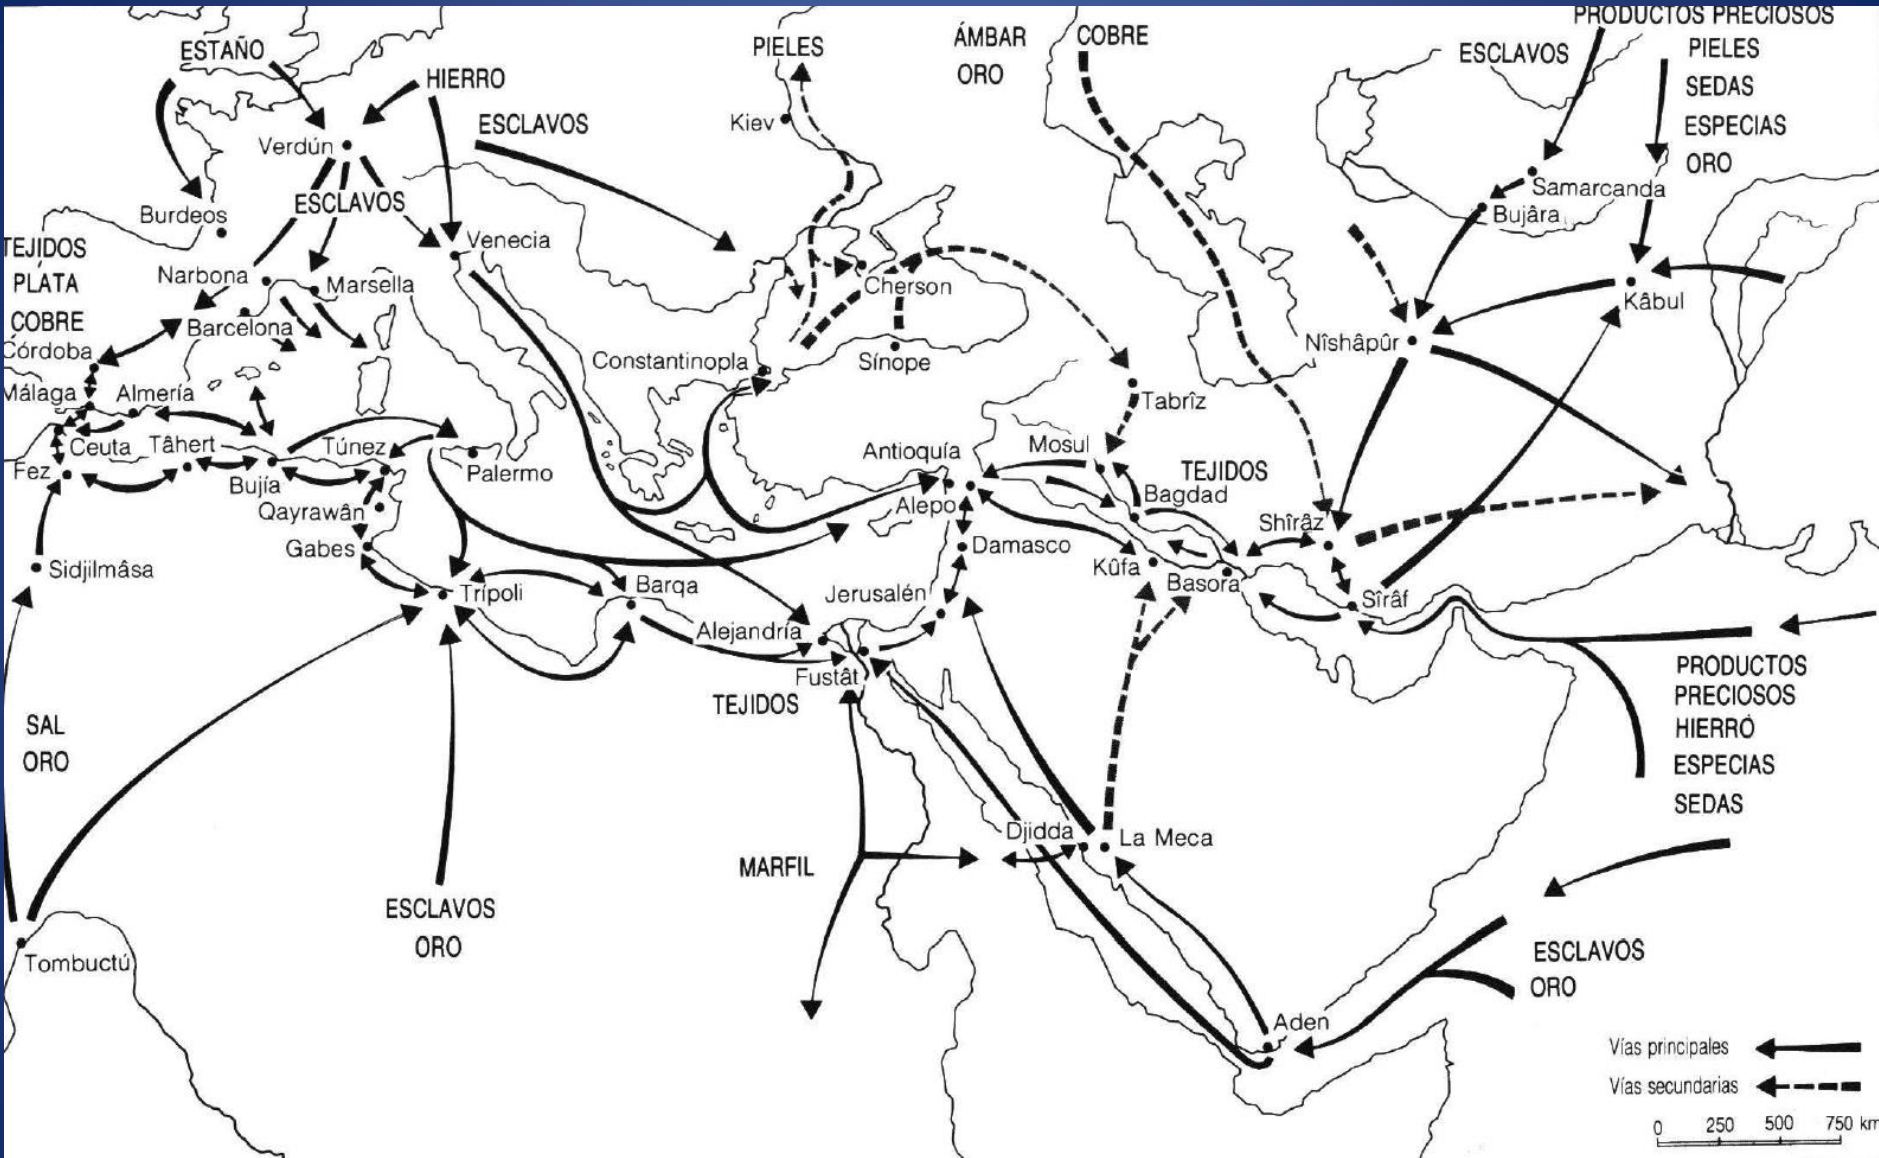 ESTAÑO
HIERRO
ESCLAVOS
Verdún
ESCLAVOS
Burdeos
Venecia
TEJIDOS
PLÁTA
COBRE
Narbona
Marsella
Barcelona
Córdoba
Málaga
Almería
Ceuta
Tâhert
Túnez
Fez
Bujía
Palermo
Qayrawân
Gabes
Sidjilmâsa
Trípoli
Barqa
SAL
ORO
ESCLAVOS
ORO
Tombuctú
PIELES
Kiev
ÁMBAR
ORO
COBRE
Cherson
Constantinopla
Sínope
Tabrîz
Antioquía
Mosul
TEJIDOS
Alepo
Bagdad
Damasco
Shîrâz
Kûfa
Basora
Jerusalén
Sîrâf
Alejandría
Fustât
TEJIDOS
MARFIL
Djidda
La Meca
Aden
PRODUCTOS PRECIOSOS
ESCLAVOS
PIELES
SEDAS
ESPECIAS
ORO
Samarcanda
Bujâra
Kâbul
Nîshâpûr
PRODUCTOS
PRECIOSOS
HIERRÓ
ESPECIAS
SEDAS
ESCLAVOS
ORO
Vías principales
Vías secundarias
0 250 500 750 km